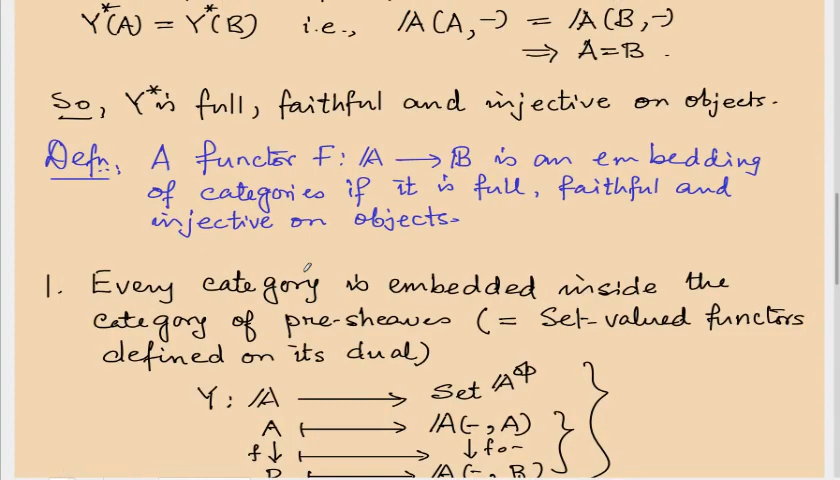 Y*(A) = Y*(B) i.e., 𝔸(A, −) = 𝔸(B, −)
⟹ A = B.
So, Y* is full, faithful and injective on objects.
Defn. A functor F: 𝔸 ⟶ 𝔹 is an embedding
of categories if it is full, faithful and
injective on objects.
1. Every category is embedded inside the
category of pre-sheaves (= Set-valued functors
defined on its dual)
Y: 𝔸 ⟶ Set^𝔸^op
A ⟼ 𝔸(−, A)
f ↓ ⟼ ↓ f∘−
B ⟼ 𝔸(−, B)